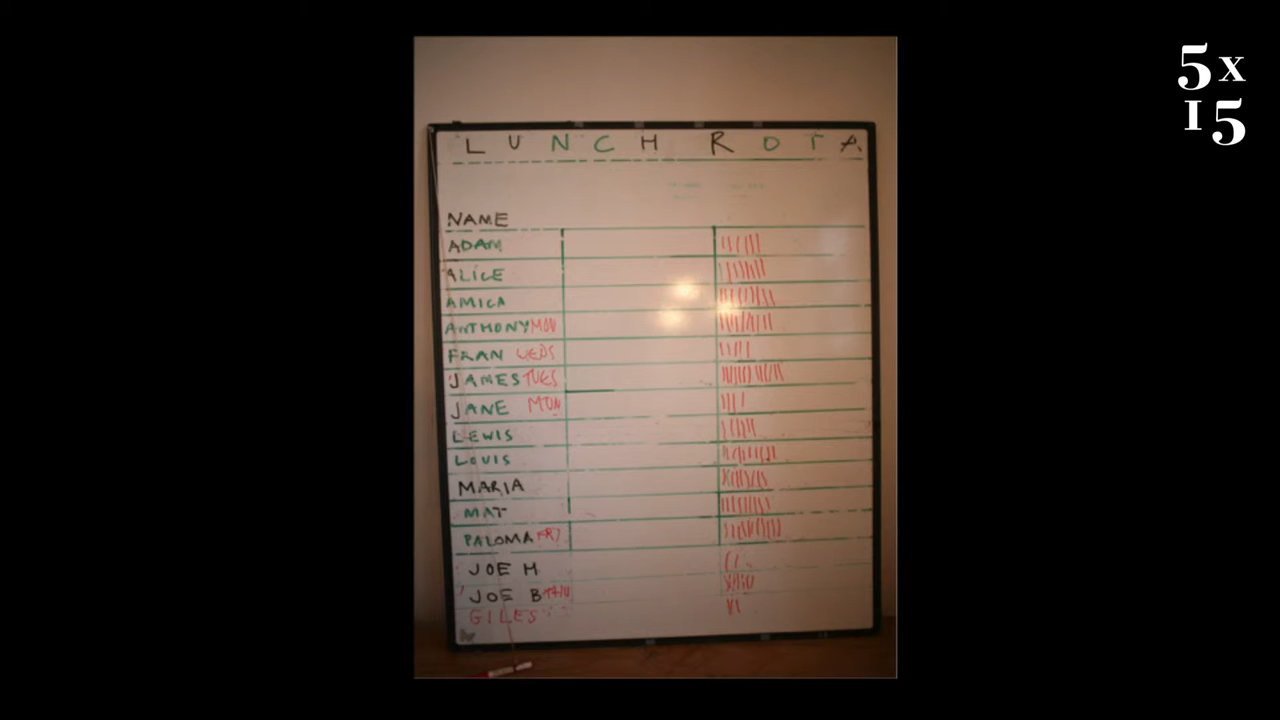 5x
15
LUNCH ROTA
NAME
ADAM
ALICE
AMICA
ANTHONY MON
FRAN WEDS
JAMES TUES
JANE MON
LEWIS
LOUIS
MARIA
MAT
PALOMA FRI
JOE H
JOE B THU
GILES